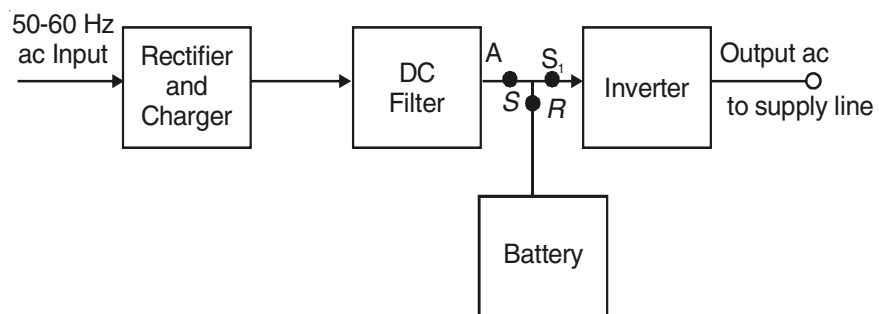 50-60 Hz
ac Input
Rectifier
and
Charger
DC
Filter
A
S
S₁
R
Inverter
Output ac
to supply line
Battery